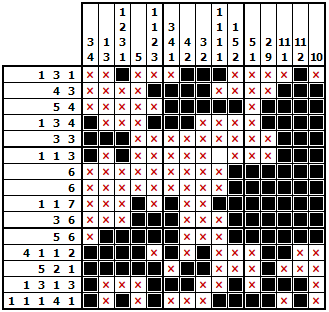 1 1 1
2 1 3 1 1
3 1 3 2 4 4 3 1 5 5 2 11 11
4 3 1 5 3 1 2 2 1 2 1 9 1 2 10
1 3 1
4 3
5 4
1 3 4
3 3
1 1 3
6
6
1 1 7
3 6
5 6
4 1 1 2
5 2 1
1 3 1 3
1 1 1 4 1